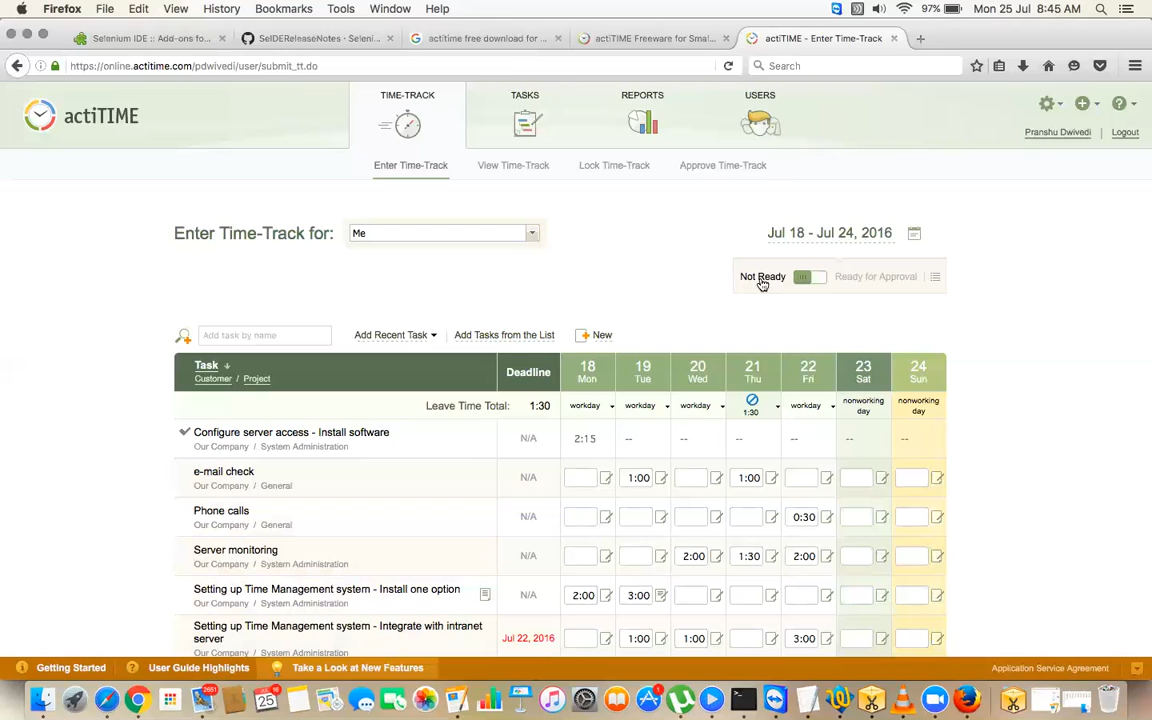 Firefox File Edit View History Bookmarks Tools Window Help 97% Mon 25 Jul 8:45 AM
Selenium IDE :: Add-ons fo... SeIDEReleaseNotes · Seleni... actitime free download for ... actiTIME Freeware for Smal... actiTIME - Enter Time-Track
https://online.actitime.com/pdwivedi/user/submit_tt.do Search
actiTIME
TIME-TRACK TASKS REPORTS USERS
Pranshu Dwivedi Logout
Enter Time-Track View Time-Track Lock Time-Track Approve Time-Track
Enter Time-Track for: Me Jul 18 - Jul 24, 2016
Not Ready Ready for Approval
Add task by name Add Recent Task Add Tasks from the List New
Task Deadline 18 19 20 21 22 23 24
Customer / Project Mon Tue Wed Thu Fri Sat Sun
Leave Time Total: 1:30 workday workday workday 1:30 workday nonworking day nonworking day
Configure server access - Install software N/A 2:15 -- -- -- -- -- --
Our Company / System Administration
e-mail check N/A 1:00 1:00
Our Company / General
Phone calls N/A 0:30
Our Company / General
Server monitoring N/A 2:00 1:30 2:00
Our Company / System Administration
Setting up Time Management system - Install one option N/A 2:00 3:00
Our Company / System Administration
Setting up Time Management system - Integrate with intranet
server Jul 22, 2016 1:00 1:00 3:00
Our Company / System Administration
Getting Started User Guide Highlights Take a Look at New Features Application Service Agreement